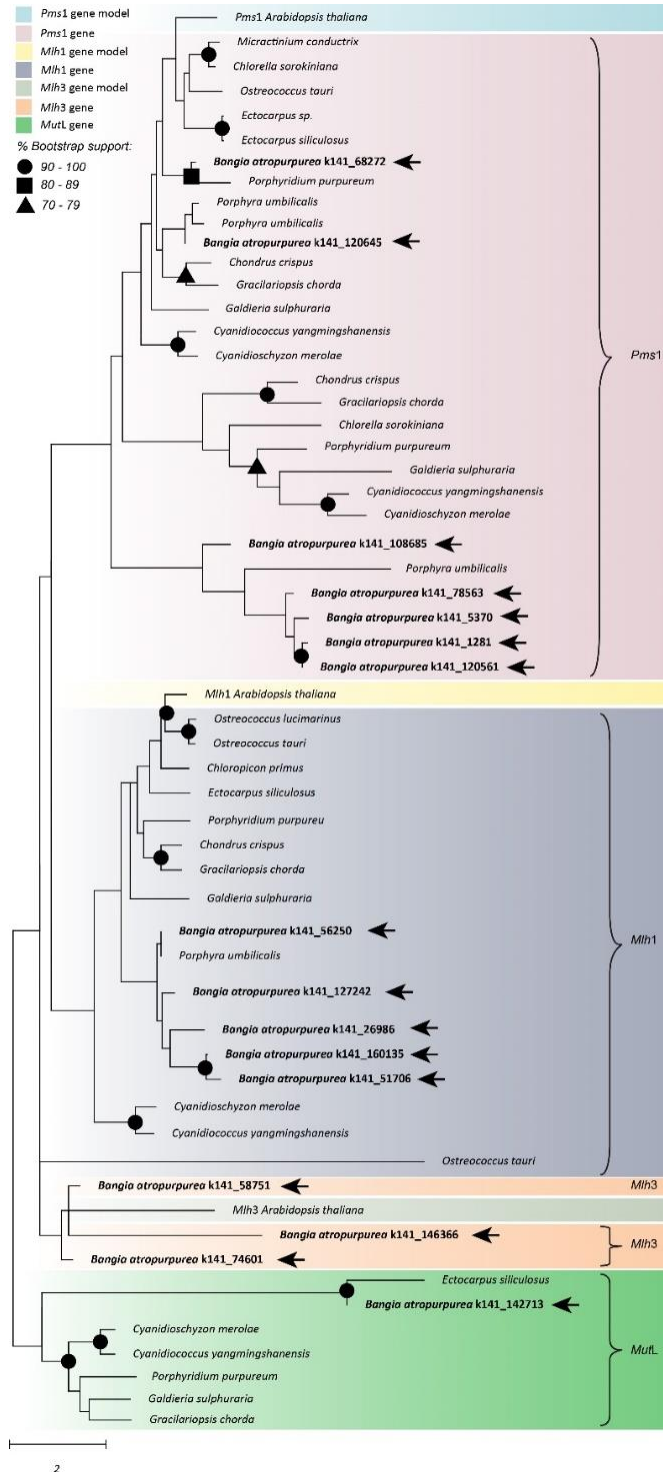 Pms1 gene model
Pms1 gene
Mlh1 gene model
Mlh1 gene
Mlh3 gene model
Mlh3 gene
MutL gene
% Bootstrap support:
90 - 100
80 - 89
70 - 79
Pms1 Arabidopsis thaliana
Micractinium conductrix
Chlorella sorokiniana
Ostreococcus tauri
Ectocarpus sp.
Ectocarpus siliculosus
Bangia atropurpurea k141_68272
Porphyridium purpureum
Porphyra umbilicalis
Porphyra umbilicalis
Bangia atropurpurea k141_120645
Chondrus crispus
Gracilariopsis chorda
Galdieria sulphuraria
Cyanidiococcus yangmingshanensis
Cyanidioschyzon merolae
Pms1
Chondrus crispus
Gracilariopsis chorda
Chlorella sorokiniana
Porphyridium purpureum
Galdieria sulphuraria
Cyanidiococcus yangmingshanensis
Cyanidioschyzon merolae
Bangia atropurpurea k141_108685
Porphyra umbilicalis
Bangia atropurpurea k141_78563
Bangia atropurpurea k141_5370
Bangia atropurpurea k141_1281
Bangia atropurpurea k141_120561
Mlh1 Arabidopsis thaliana
Ostreococcus lucimarinus
Ostreococcus tauri
Chloropicon primus
Ectocarpus siliculosus
Porphyridium purpureu
Chondrus crispus
Gracilariopsis chorda
Galdieria sulphuraria
Bangia atropurpurea k141_56250
Mlh1
Porphyra umbilicalis
Bangia atropurpurea k141_127242
Bangia atropurpurea k141_26986
Bangia atropurpurea k141_160135
Bangia atropurpurea k141_51706
Cyanidioschyzon merolae
Cyanidiococcus yangmingshanensis
Ostreococcus tauri
Bangia atropurpurea k141_58751
Mlh3
Mlh3 Arabidopsis thaliana
Bangia atropurpurea k141_146366
Mlh3
Bangia atropurpurea k141_74601
Ectocarpus siliculosus
Bangia atropurpurea k141_142713
Cyanidioschyzon merolae
MutL
Cyanidiococcus yangmingshanensis
Porphyridium purpureum
Galdieria sulphuraria
Gracilariopsis chorda
2